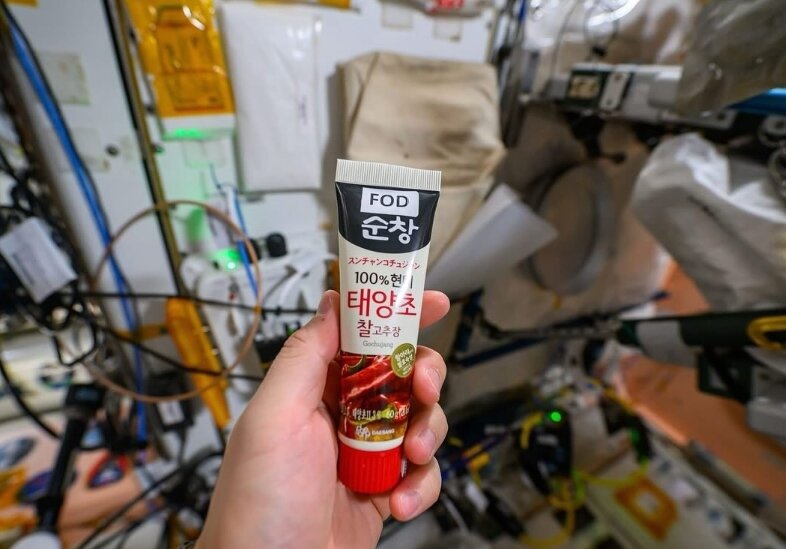 FOD
순창
スンチャンコチュジャン
100%현미
태양초
찰고추장
Gochujang
DAESANG